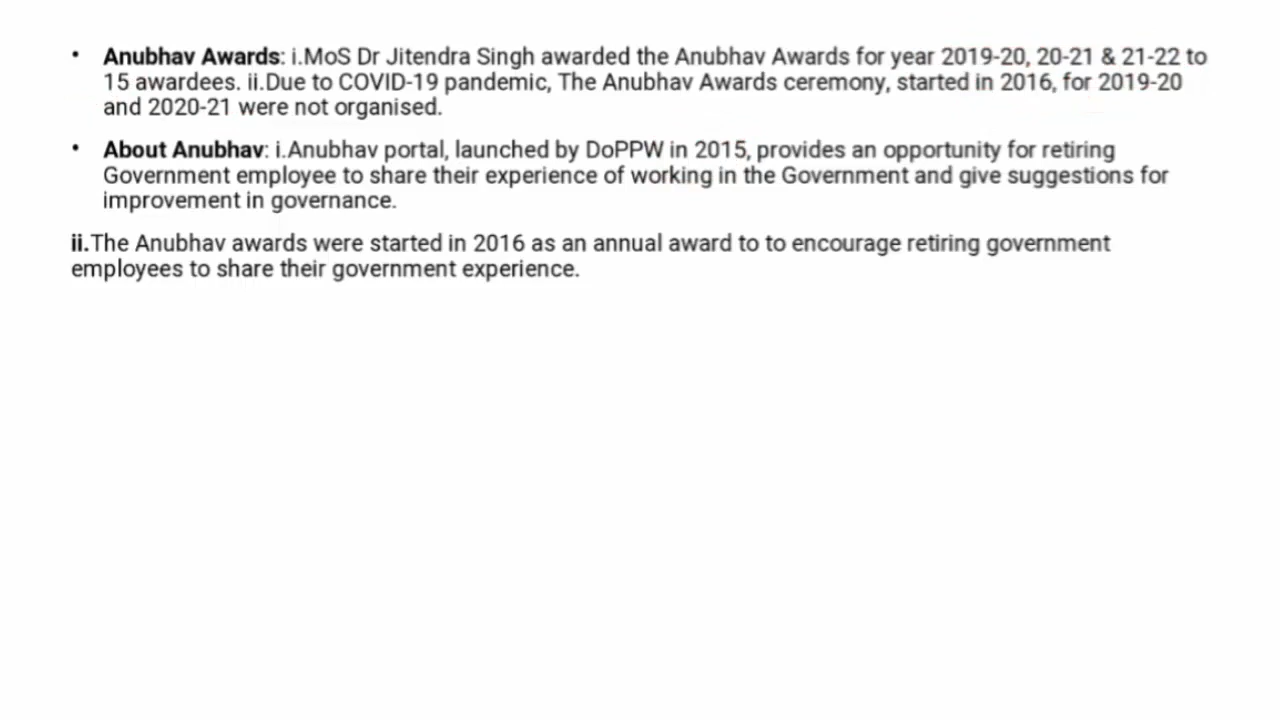 • Anubhav Awards: i.MoS Dr Jitendra Singh awarded the Anubhav Awards for year 2019-20, 20-21 & 21-22 to
15 awardees. ii.Due to COVID-19 pandemic, The Anubhav Awards ceremony, started in 2016, for 2019-20
and 2020-21 were not organised.
• About Anubhav: i.Anubhav portal, launched by DoPPW in 2015, provides an opportunity for retiring
Government employee to share their experience of working in the Government and give suggestions for
improvement in governance.
ii.The Anubhav awards were started in 2016 as an annual award to to encourage retiring government
employees to share their government experience.